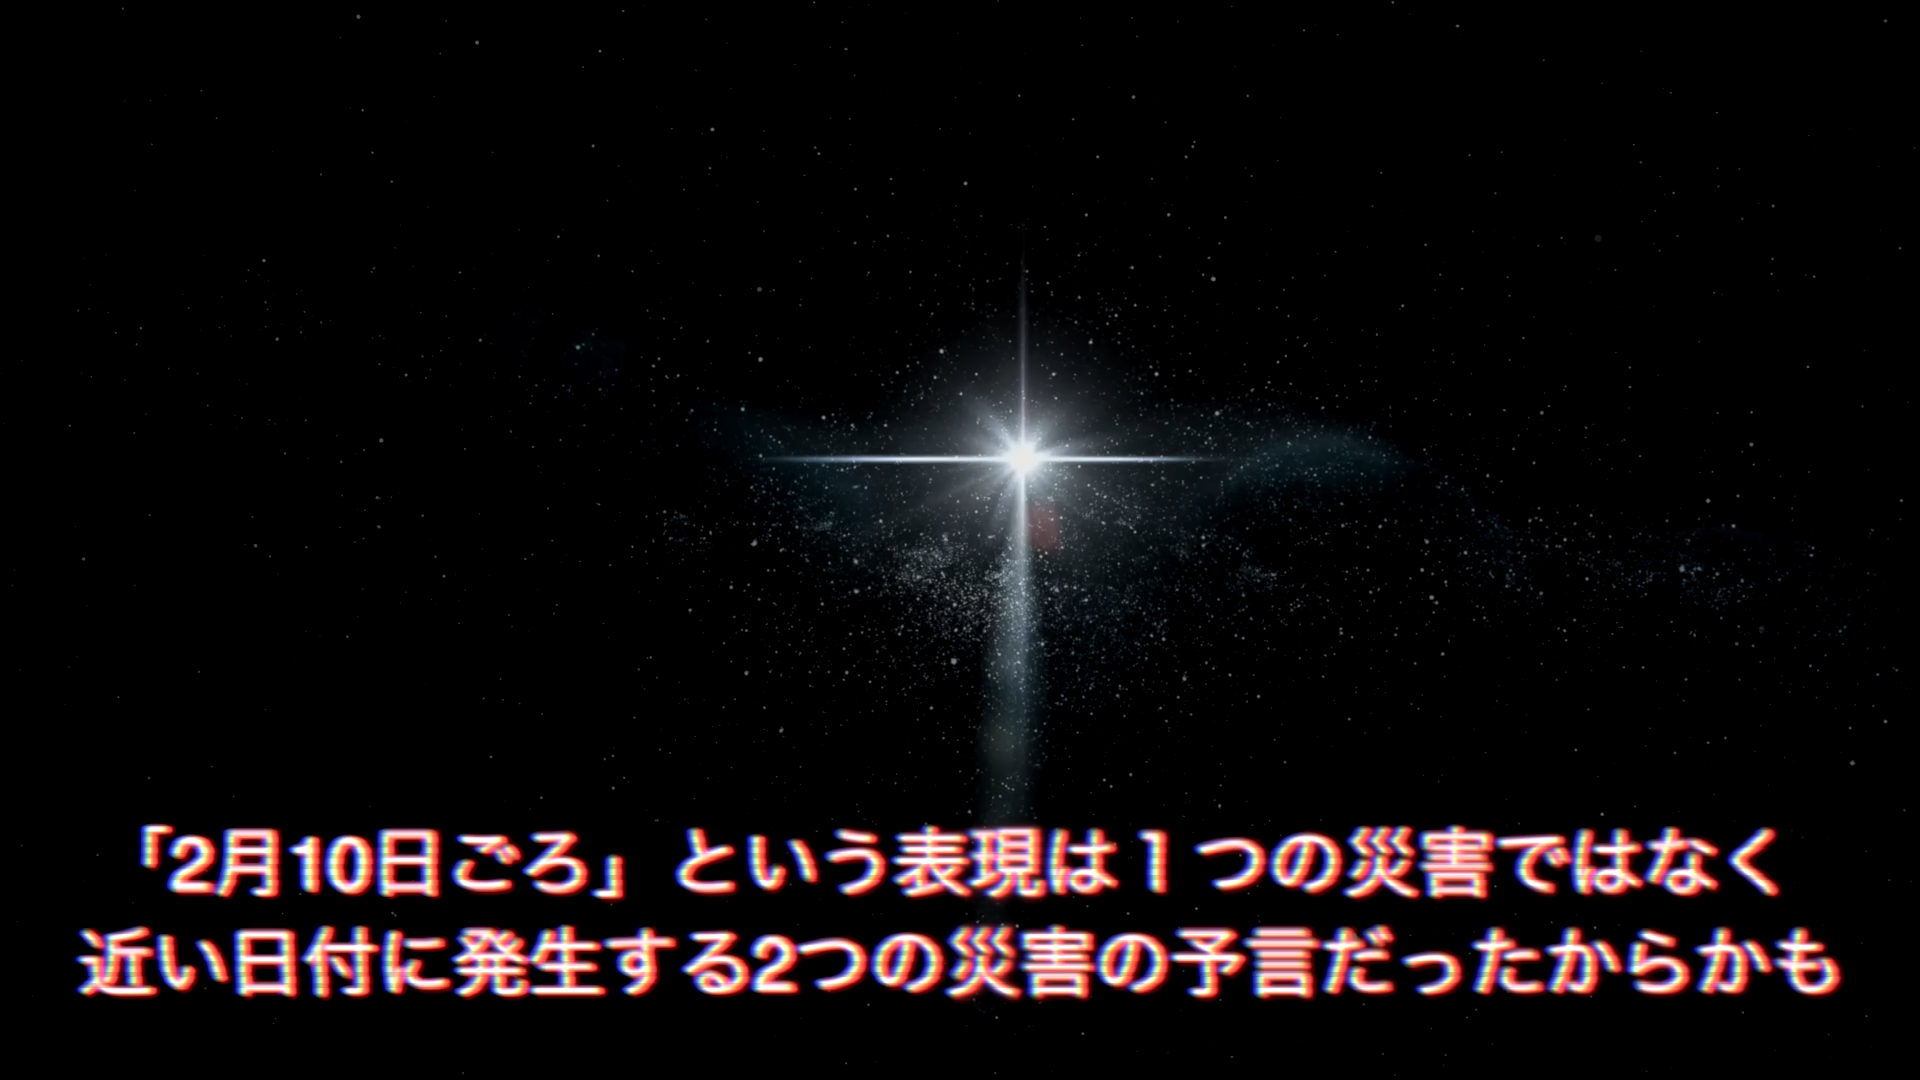 「2月10日ごろ」という表現は1つの災害ではなく
近い日付に発生する2つの災害の予言だったからかも